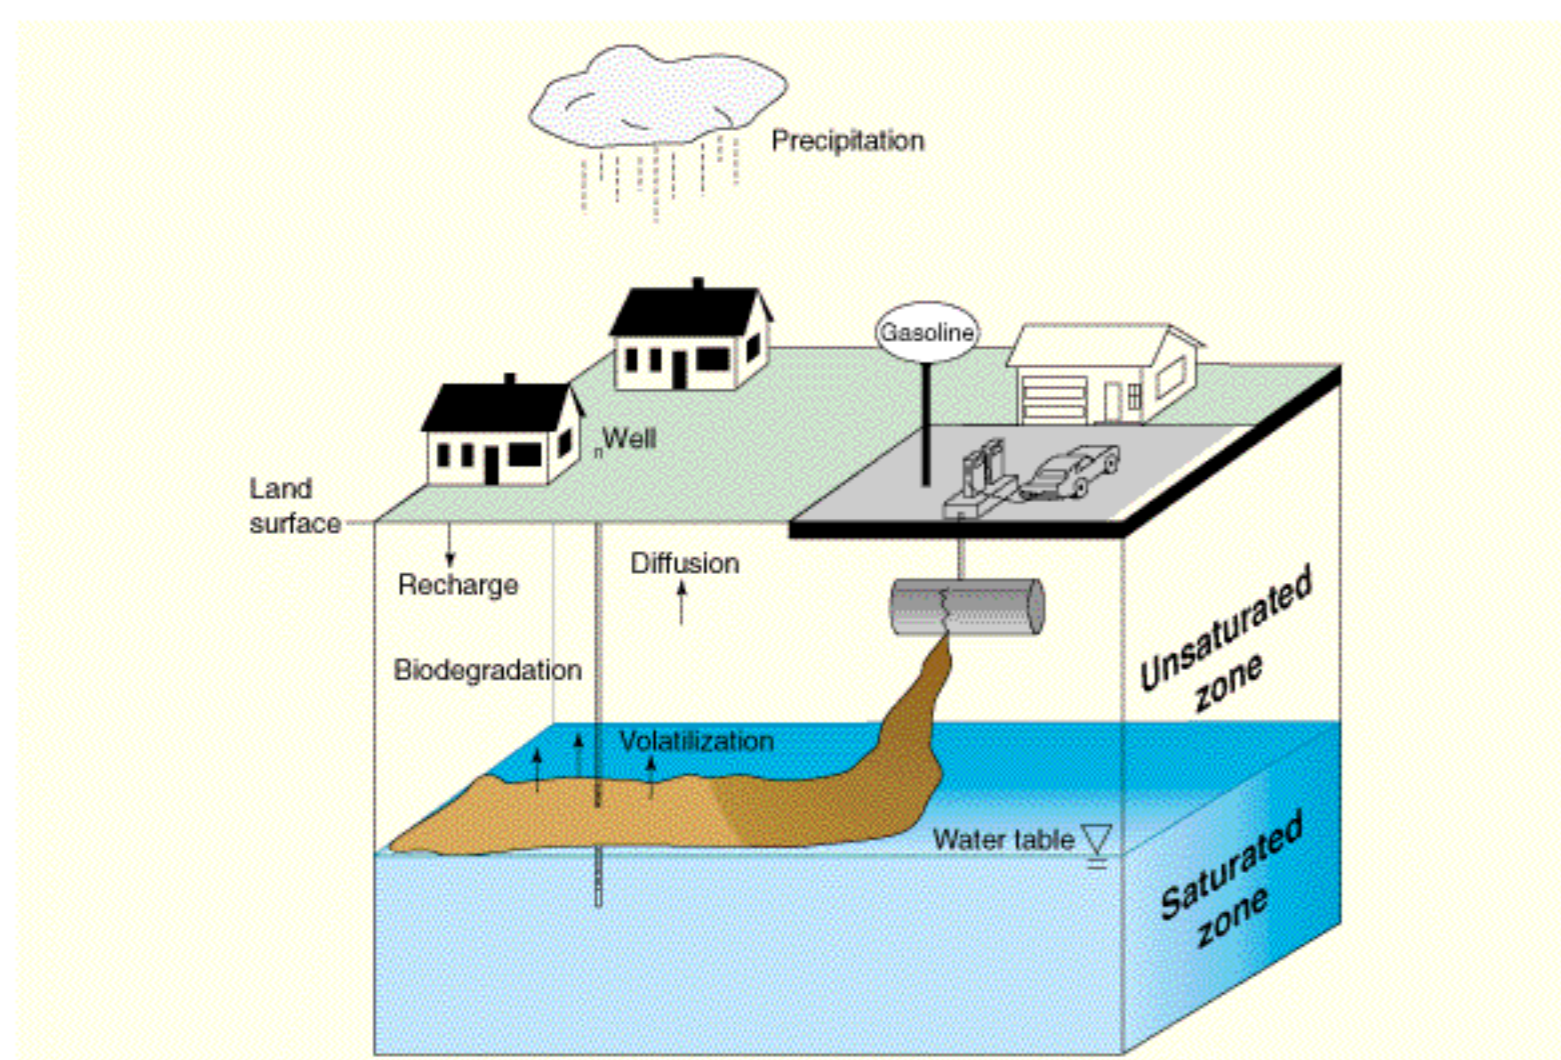 Precipitation
Gasoline
Well
Land
surface
Recharge
Diffusion
Biodegradation
Unsaturated
zone
Volatilization
Water table
Saturated
zone